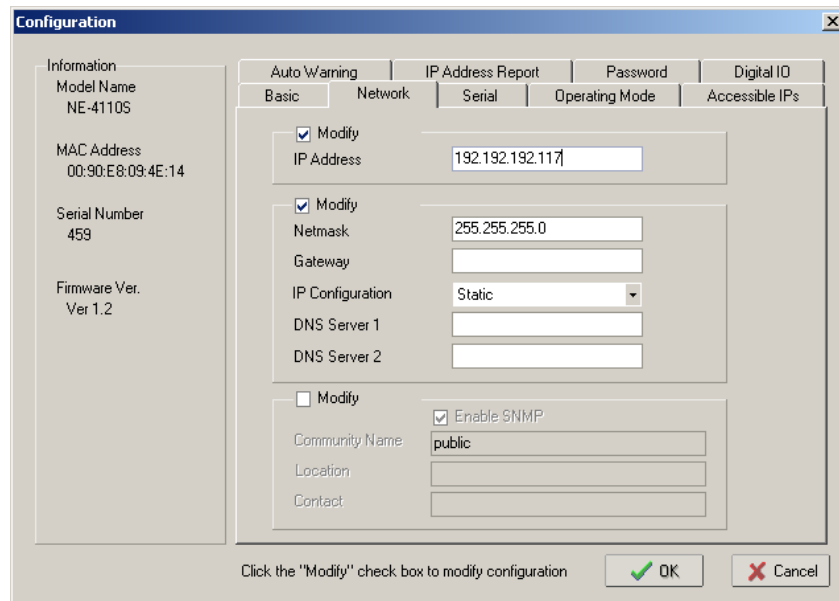 Configuration
Information
Model Name
NE-4110S
MAC Address
00:90:E8:09:4E:14
Serial Number
459
Firmware Ver.
Ver 1.2
Auto Warning
IP Address Report
Password
Digital IO
Basic
Network
Serial
Operating Mode
Accessible IPs
Modify
IP Address
192.192.192.117
Modify
Netmask
255.255.255.0
Gateway
IP Configuration
Static
DNS Server 1
DNS Server 2
Modify
Enable SNMP
Community Name
public
Location
Contact
Click the "Modify" check box to modify configuration
OK
Cancel